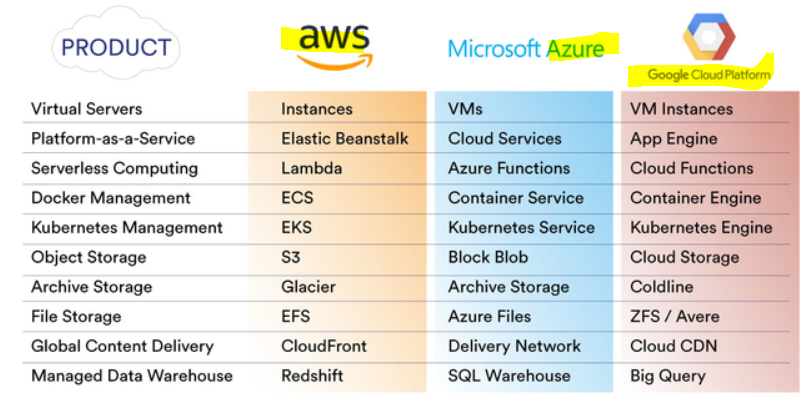 PRODUCT aws Microsoft Azure Google Cloud Platform
Virtual Servers Instances VMs VM Instances
Platform-as-a-Service Elastic Beanstalk Cloud Services App Engine
Serverless Computing Lambda Azure Functions Cloud Functions
Docker Management ECS Container Service Container Engine
Kubernetes Management EKS Kubernetes Service Kubernetes Engine
Object Storage S3 Block Blob Cloud Storage
Archive Storage Glacier Archive Storage Coldline
File Storage EFS Azure Files ZFS / Avere
Global Content Delivery CloudFront Delivery Network Cloud CDN
Managed Data Warehouse Redshift SQL Warehouse Big Query